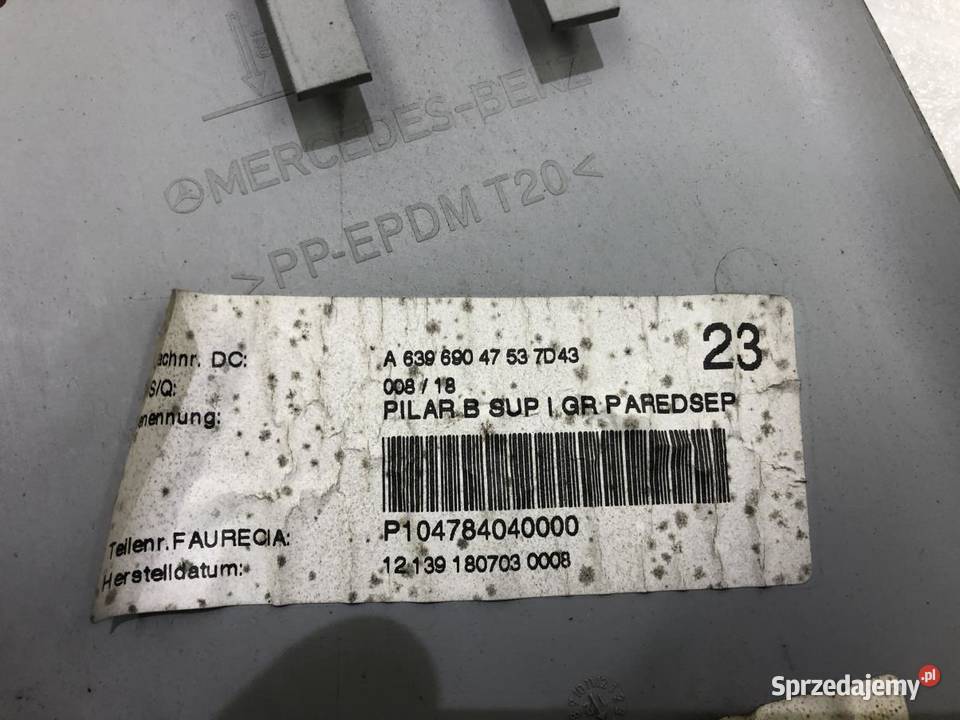 MERCEDES-BENZ
>PP-EPDM T20<
achnr. DC: A 639 690 47 53 7D43
23
S/Q: 008 / 18
enennung: PILAR B SUP I GR PAREDSEP
Teilenr. FAURECIA: P104784040000
Herstelldatum: 12 139 180703 0008
Sprzedajemy.pl